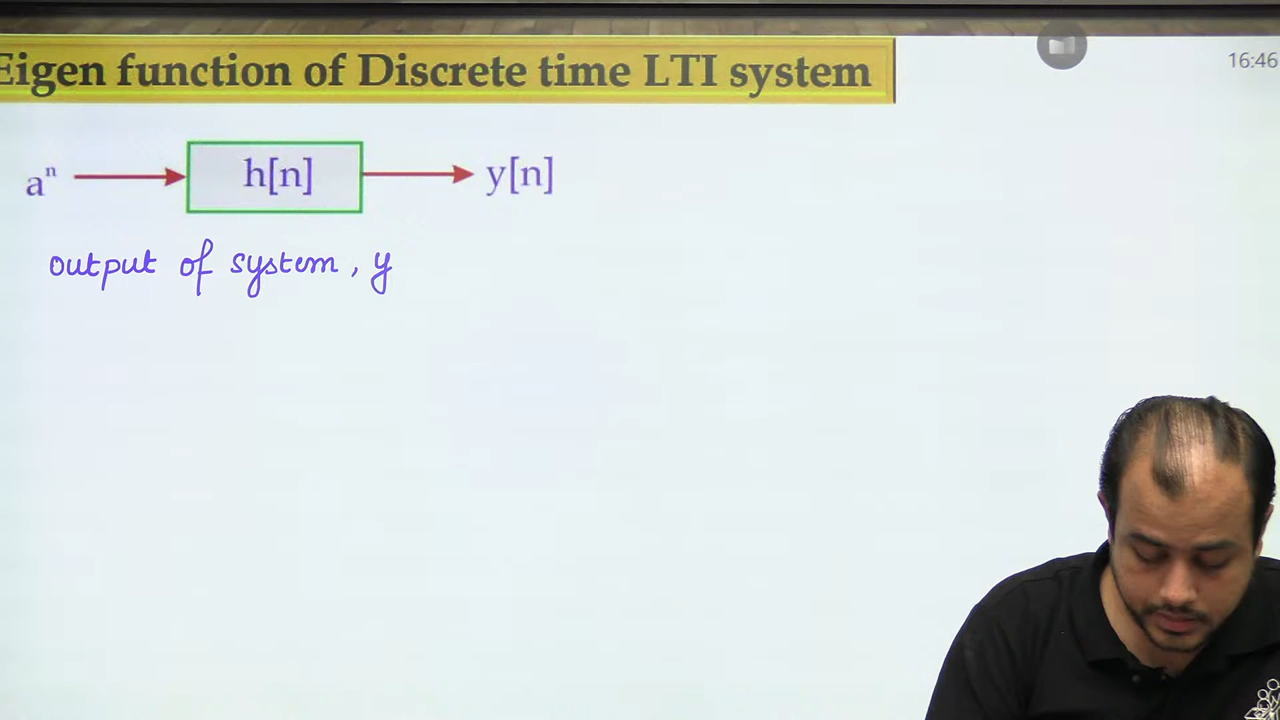 Eigen function of Discrete time LTI system
16:46
aⁿ h[n] y[n]
output of system, y